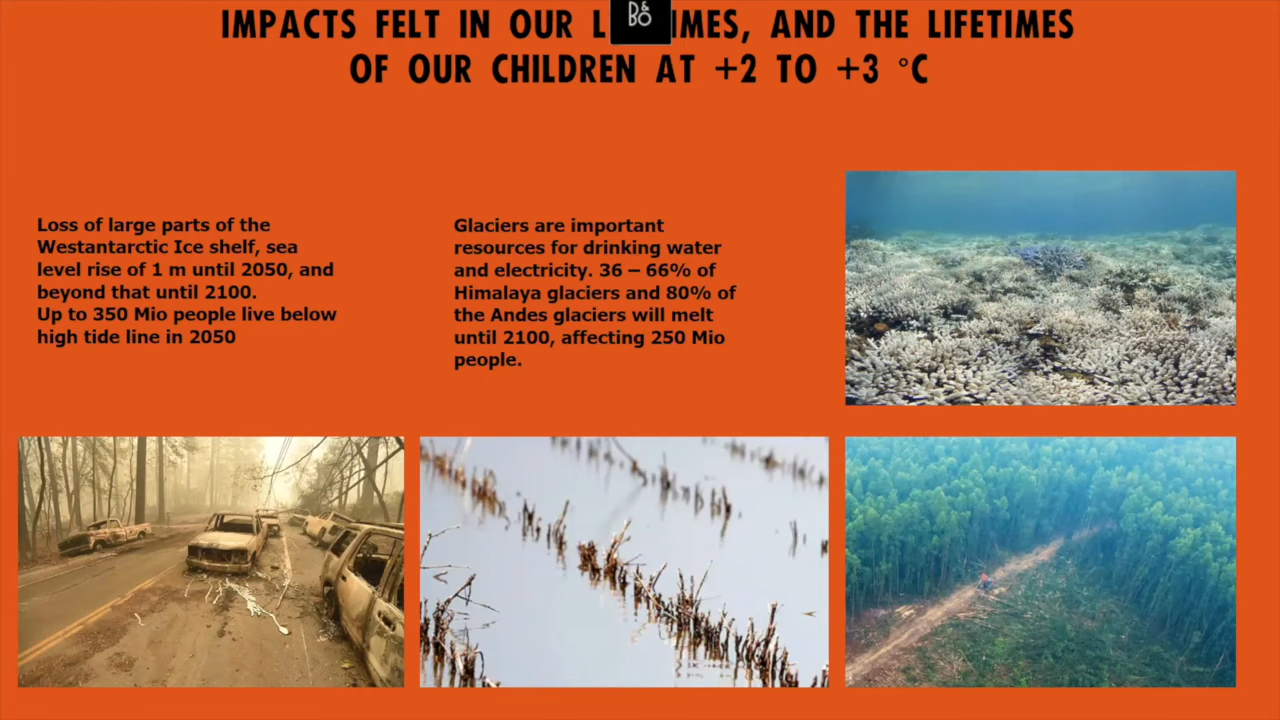 IMPACTS FELT IN OUR L IMES, AND THE LIFETIMES
B&O
OF OUR CHILDREN AT +2 TO +3 °C
Loss of large parts of the
Westantarctic Ice shelf, sea
level rise of 1 m until 2050, and
beyond that until 2100.
Up to 350 Mio people live below
high tide line in 2050
Glaciers are important
resources for drinking water
and electricity. 36 – 66% of
Himalaya glaciers and 80% of
the Andes glaciers will melt
until 2100, affecting 250 Mio
people.